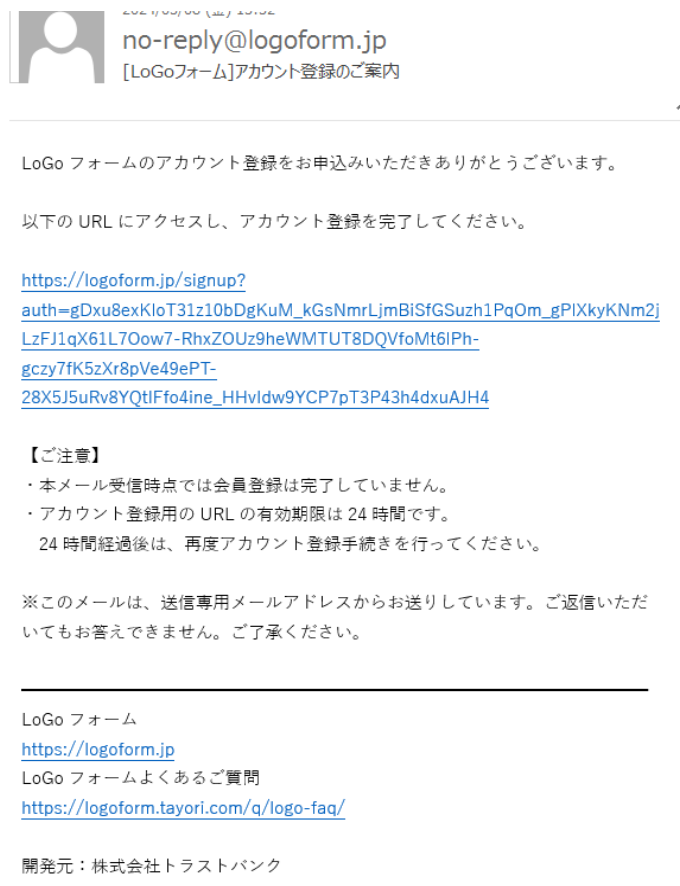 no-reply@logoform.jp
[LoGoフォーム]アカウント登録のご案内
LoGo フォームのアカウント登録をお申込みいただきありがとうございます。
以下の URL にアクセスし、アカウント登録を完了してください。
https://logoform.jp/signup?
auth=gDxu8exKloT31z10bDgKuM_kGsNmrLjmBiSfGSuzh1PqOm_gPlXkyKNm2j
LzFJ1qX61L7Oow7-RhxZOUz9heWMTUT8DQVfoMt6lPh-
gczy7fK5zXr8pVe49ePT-
28X5J5uRv8YQtlFfo4ine_HHvldw9YCP7pT3P43h4dxuAJH4
【ご注意】
・本メール受信時点では会員登録は完了していません。
・アカウント登録用の URL の有効期限は 24 時間です。
24 時間経過後は、再度アカウント登録手続きを行ってください。
※このメールは、送信専用メールアドレスからお送りしています。ご返信いただ
いてもお答えできません。ご了承ください。
LoGo フォーム
https://logoform.jp
LoGo フォームよくあるご質問
https://logoform.tayori.com/q/logo-faq/
開発元：株式会社トラストバンク